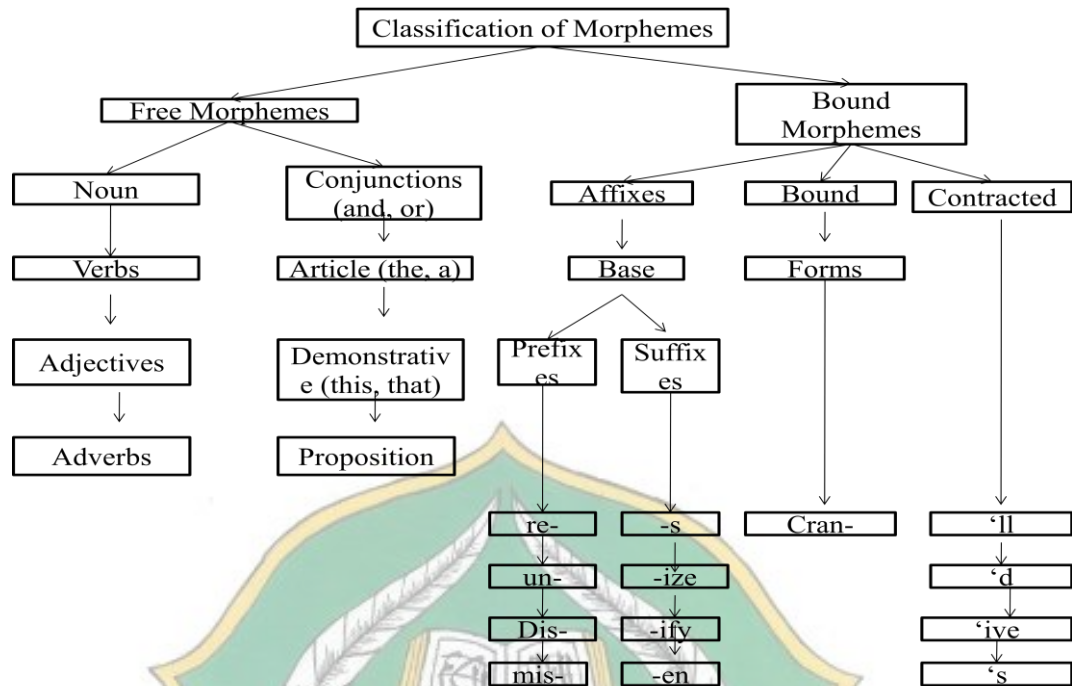 Classification of Morphemes
Free Morphemes
Bound
Morphemes
Noun
Conjunctions
(and, or)
Affixes
Bound
Contracted
Verbs
Article (the, a)
Base
Forms
Adjectives
Demonstrativ
e (this, that)
Prefix
es
Suffix
es
Adverbs
Proposition
re-
-s
Cran-
‘ll
un-
-ize
‘d
Dis-
-ify
‘ive
mis-
-en
‘s